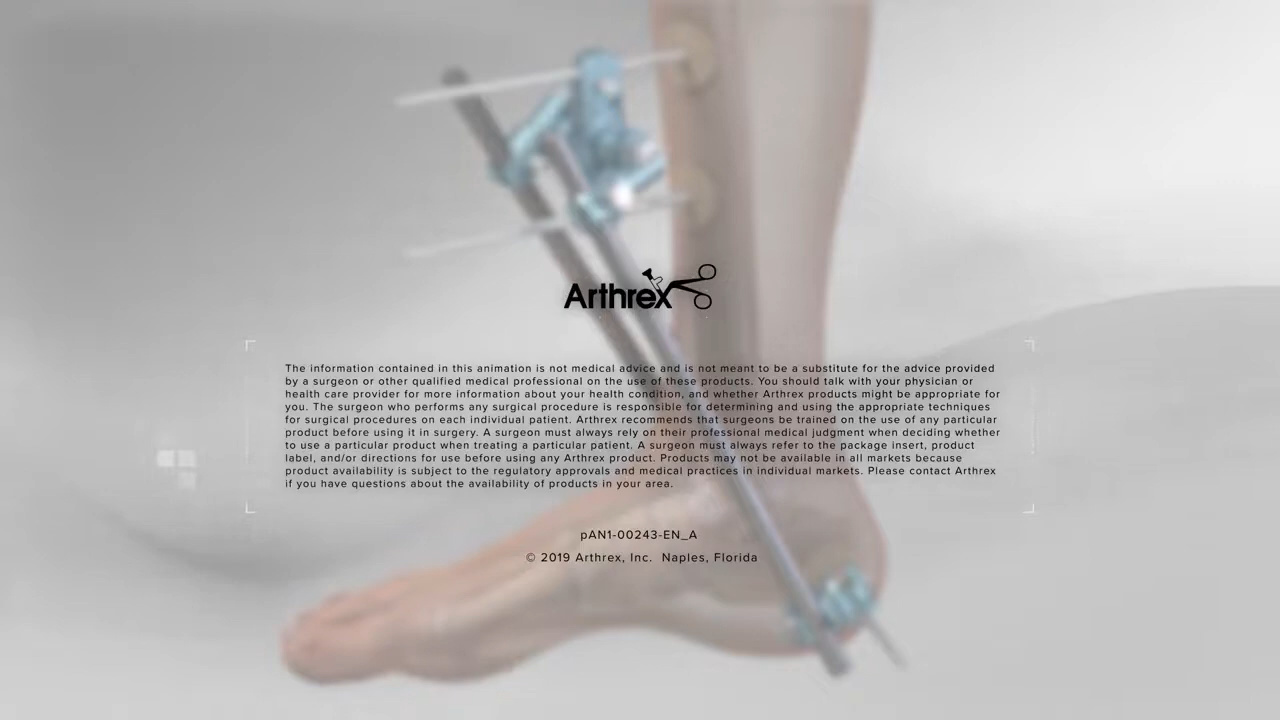 Arthrex
The information contained in this animation is not medical advice and is not meant to be a substitute for the advice provided
by a surgeon or other qualified medical professional on the use of these products. You should talk with your physician or
health care provider for more information about your health condition, and whether Arthrex products might be appropriate for
you. The surgeon who performs any surgical procedure is responsible for determining and using the appropriate techniques
for surgical procedures on each individual patient. Arthrex recommends that surgeons be trained on the use of any particular
product before using it in surgery. A surgeon must always rely on their professional medical judgment when deciding whether
to use a particular product when treating a particular patient. A surgeon must always refer to the package insert, product
label, and/or directions for use before using any Arthrex product. Products may not be available in all markets because
product availability is subject to the regulatory approvals and medical practices in individual markets. Please contact Arthrex
if you have questions about the availability of products in your area.
pAN1-00243-EN_A
© 2019 Arthrex, Inc. Naples, Florida